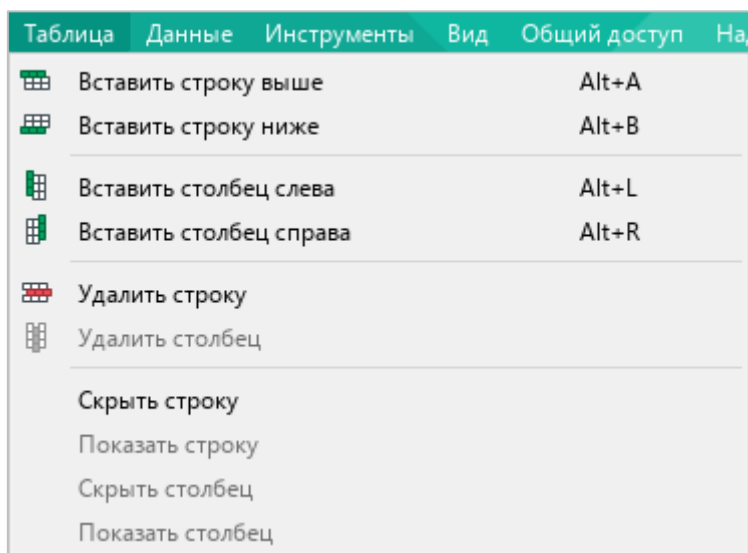 Таблица Данные Инструменты Вид Общий доступ На
Вставить строку выше Alt+A
Вставить строку ниже Alt+B
Вставить столбец слева Alt+L
Вставить столбец справа Alt+R
Удалить строку
Удалить столбец
Скрыть строку
Показать строку
Скрыть столбец
Показать столбец